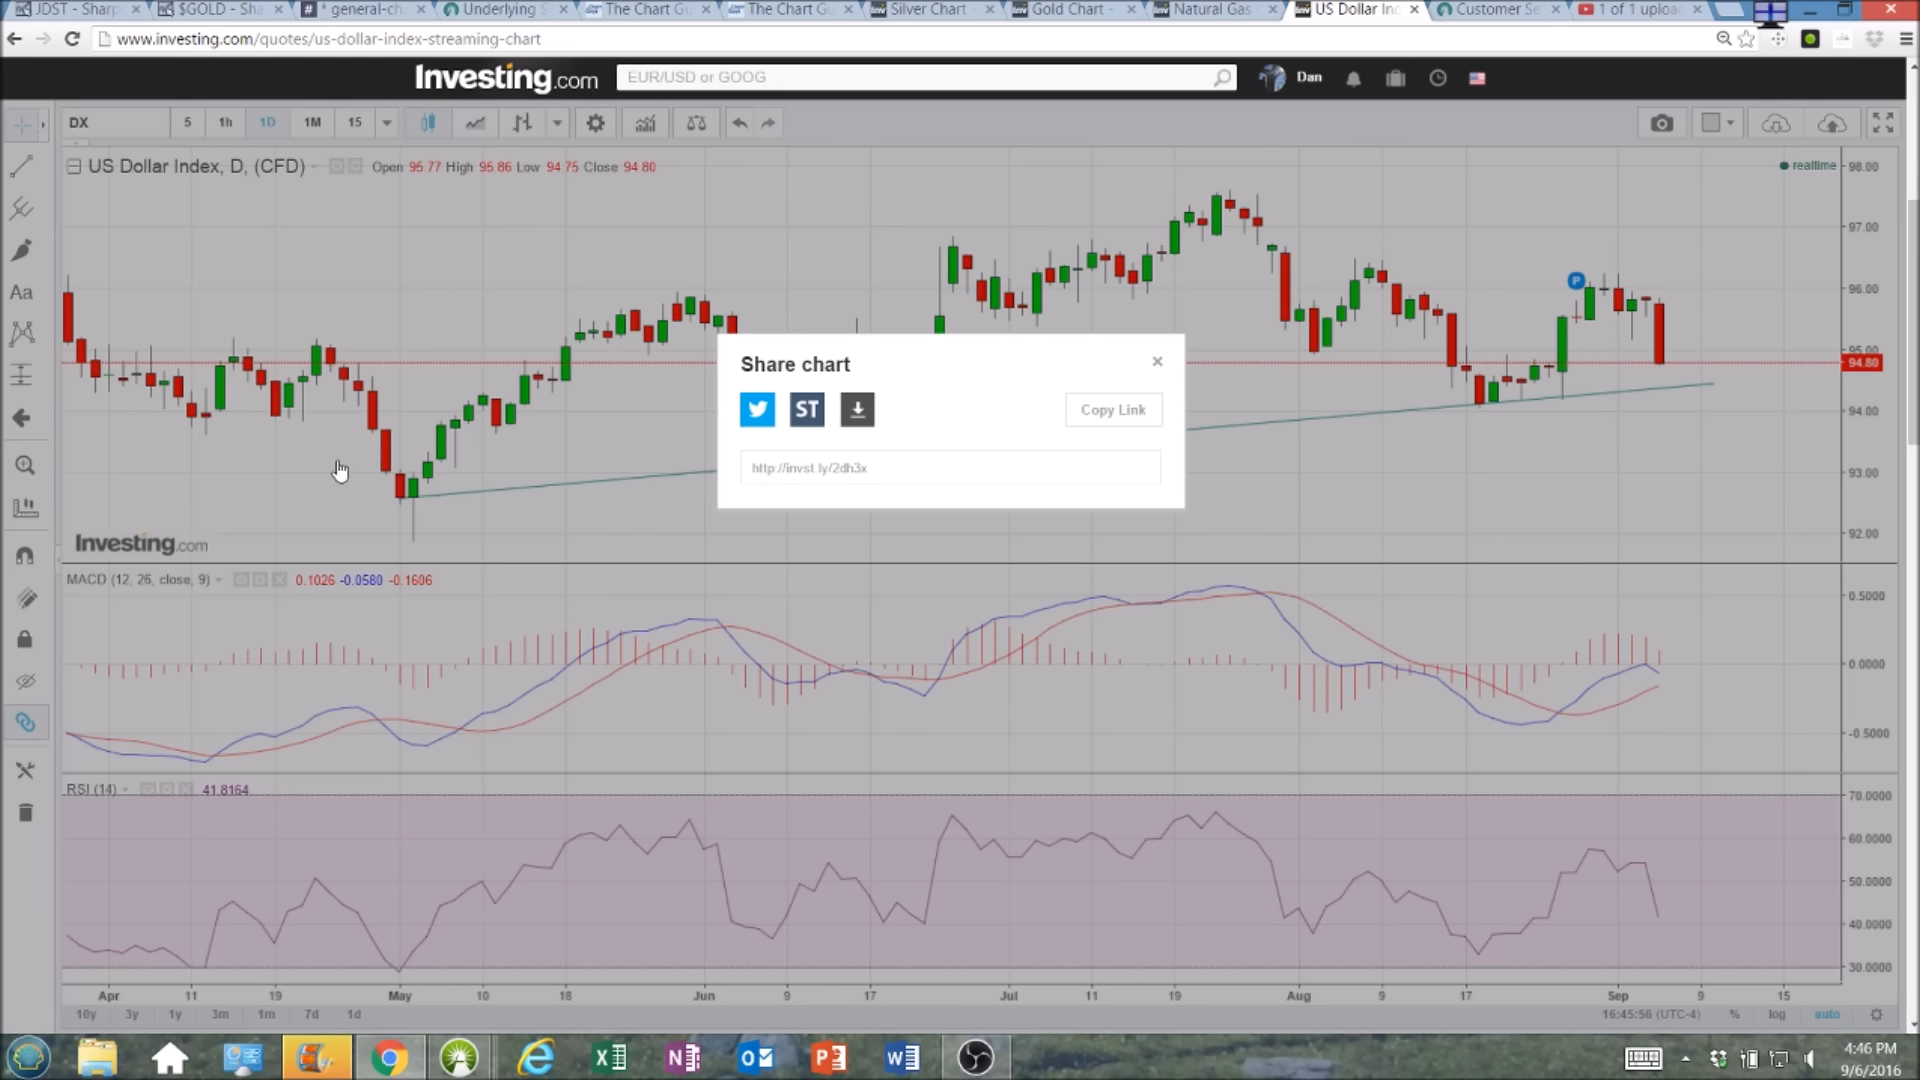 JDST - Sharp
$GOLD - Sha
* general-ch
Underlying S
The Chart Gu
The Chart Gu
Silver Chart -
Gold Chart -
Natural Gas
US Dollar Ind
Customer Se
1 of 1 uploa
www.investing.com/quotes/us-dollar-index-streaming-chart
Investing.com
EUR/USD or GOOG
Dan
DX
5
1h
1D
1M
15
US Dollar Index, D, (CFD)
Open 95.77 High 95.86 Low 94.75 Close 94.80
realtime
98.00
97.00
96.00
95.00
94.80
94.00
93.00
92.00
Aa
P
Share chart
×
ST
Copy Link
http://invst.ly/2dh3x
Investing.com
MACD (12, 26, close, 9)
0.1026 -0.0580 -0.1606
0.5000
0.0000
-0.5000
RSI (14)
41.8164
70.0000
60.0000
50.0000
40.0000
30.0000
Apr
11
19
May
10
18
Jun
9
17
Jul
11
19
Aug
9
17
Sep
9
15
10y
3y
1y
3m
1m
7d
1d
16:45:56 (UTC-4)
%
log
auto
4:46 PM
9/6/2016